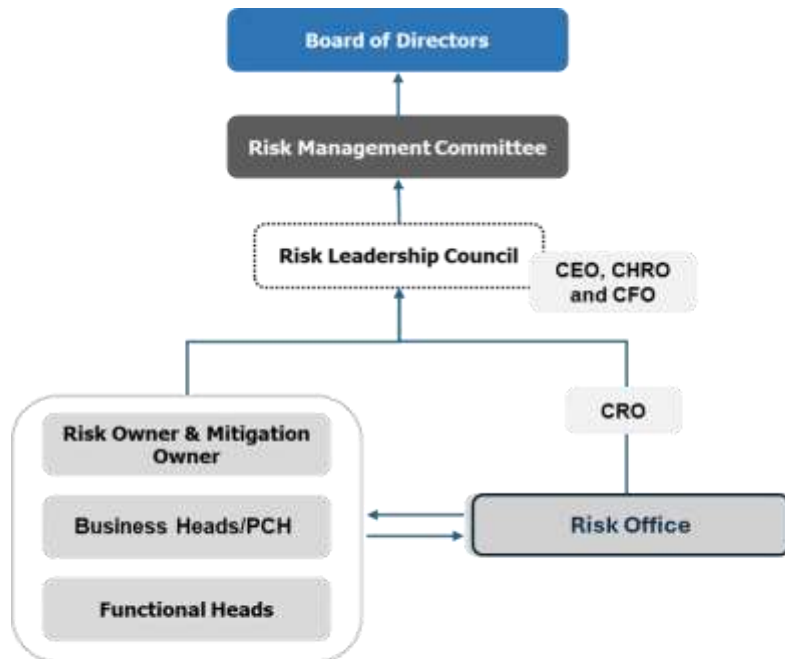 Board of Directors
Risk Management Committee
Risk Leadership Council
CEO, CHRO
and CFO
CRO
Risk Owner & Mitigation
Owner
Business Heads/PCH
Risk Office
Functional Heads